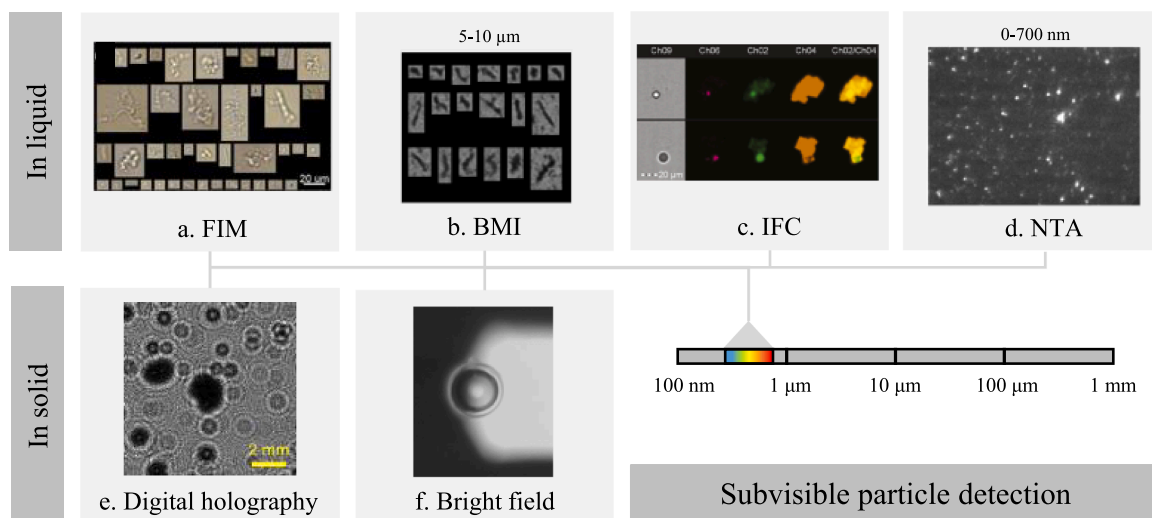 In liquid
20 μm
a. FIM
5-10 μm
b. BMI
Ch09 Ch06 Ch02 Ch04 Ch02/Ch04
20 μm
c. IFC
0-700 nm
d. NTA
In solid
2 mm
e. Digital holography
f. Bright field
100 nm 1 μm 10 μm 100 μm 1 mm
Subvisible particle detection